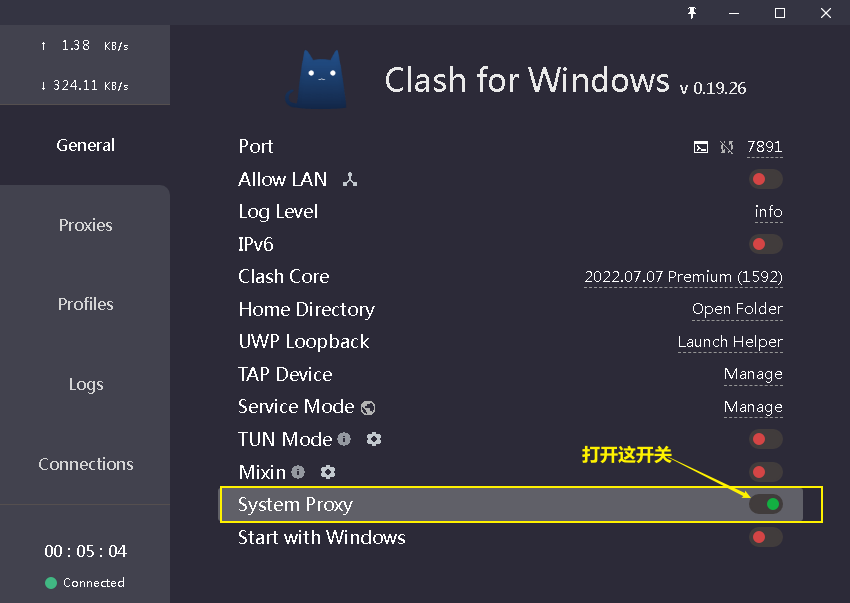 ↑ 1.38 KB/s
↓ 324.11 KB/s
General
Proxies
Profiles
Logs
Connections
00 : 05 : 04
Connected
Clash for Windows v 0.19.26
Port 7891
Allow LAN
Log Level info
IPv6
Clash Core 2022.07.07 Premium (1592)
Home Directory Open Folder
UWP Loopback Launch Helper
TAP Device Manage
Service Mode Manage
TUN Mode
打开这开关
Mixin
System Proxy
Start with Windows